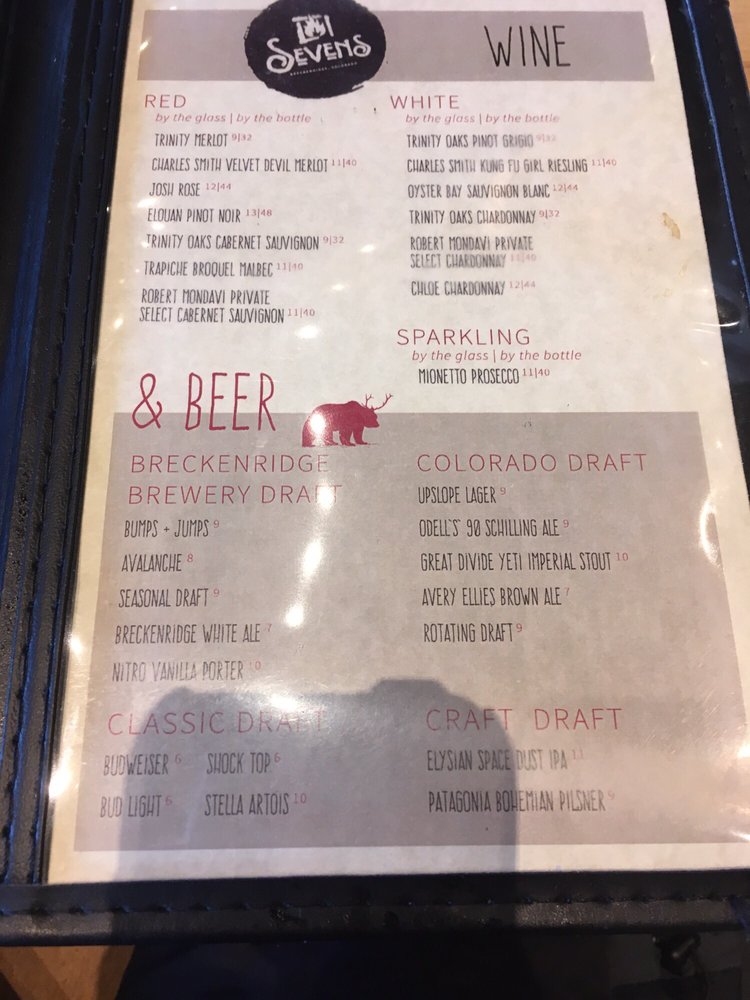 SEVENS
BRECKENRIDGE, COLORADO
WINE
RED
by the glass | by the bottle
TRINITY MERLOT 9|32
CHARLES SMITH VELVET DEVIL MERLOT 11|40
JOSH ROSE 12|44
ELOUAN PINOT NOIR 13|48
TRINITY OAKS CABERNET SAUVIGNON 9|32
TRAPICHE BROQUEL MALBEC 11|40
ROBERT MONDAVI PRIVATE
SELECT CABERNET SAUVIGNON 11|40
WHITE
by the glass | by the bottle
TRINITY OAKS PINOT GRIGIO 9|32
CHARLES SMITH KUNG FU GIRL RIESLING 11|40
OYSTER BAY SAUVIGNON BLANC 12|44
TRINITY OAKS CHARDONNAY 9|32
ROBERT MONDAVI PRIVATE
SELECT CHARDONNAY 11|40
CHLOE CHARDONNAY 12|44
SPARKLING
by the glass | by the bottle
MIONETTO PROSECCO 11|40
& BEER
BRECKENRIDGE
BREWERY DRAFT
BUMPS + JUMPS 9
AVALANCHE 8
SEASONAL DRAFT 9
BRECKENRIDGE WHITE ALE 7
NITRO VANILLA PORTER 10
COLORADO DRAFT
UPSLOPE LAGER 9
ODELL'S' 90 SCHILLING ALE 9
GREAT DIVIDE YETI IMPERIAL STOUT 10
AVERY ELLIES BROWN ALE 7
ROTATING DRAFT 9
CLASSIC DRAFT
BUDWEISER 6 SHOCK TOP 6
BUD LIGHT 6 STELLA ARTOIS 10
CRAFT DRAFT
ELYSIAN SPACE DUST IPA 11
PATAGONIA BOHEMIAN PILSNER 9